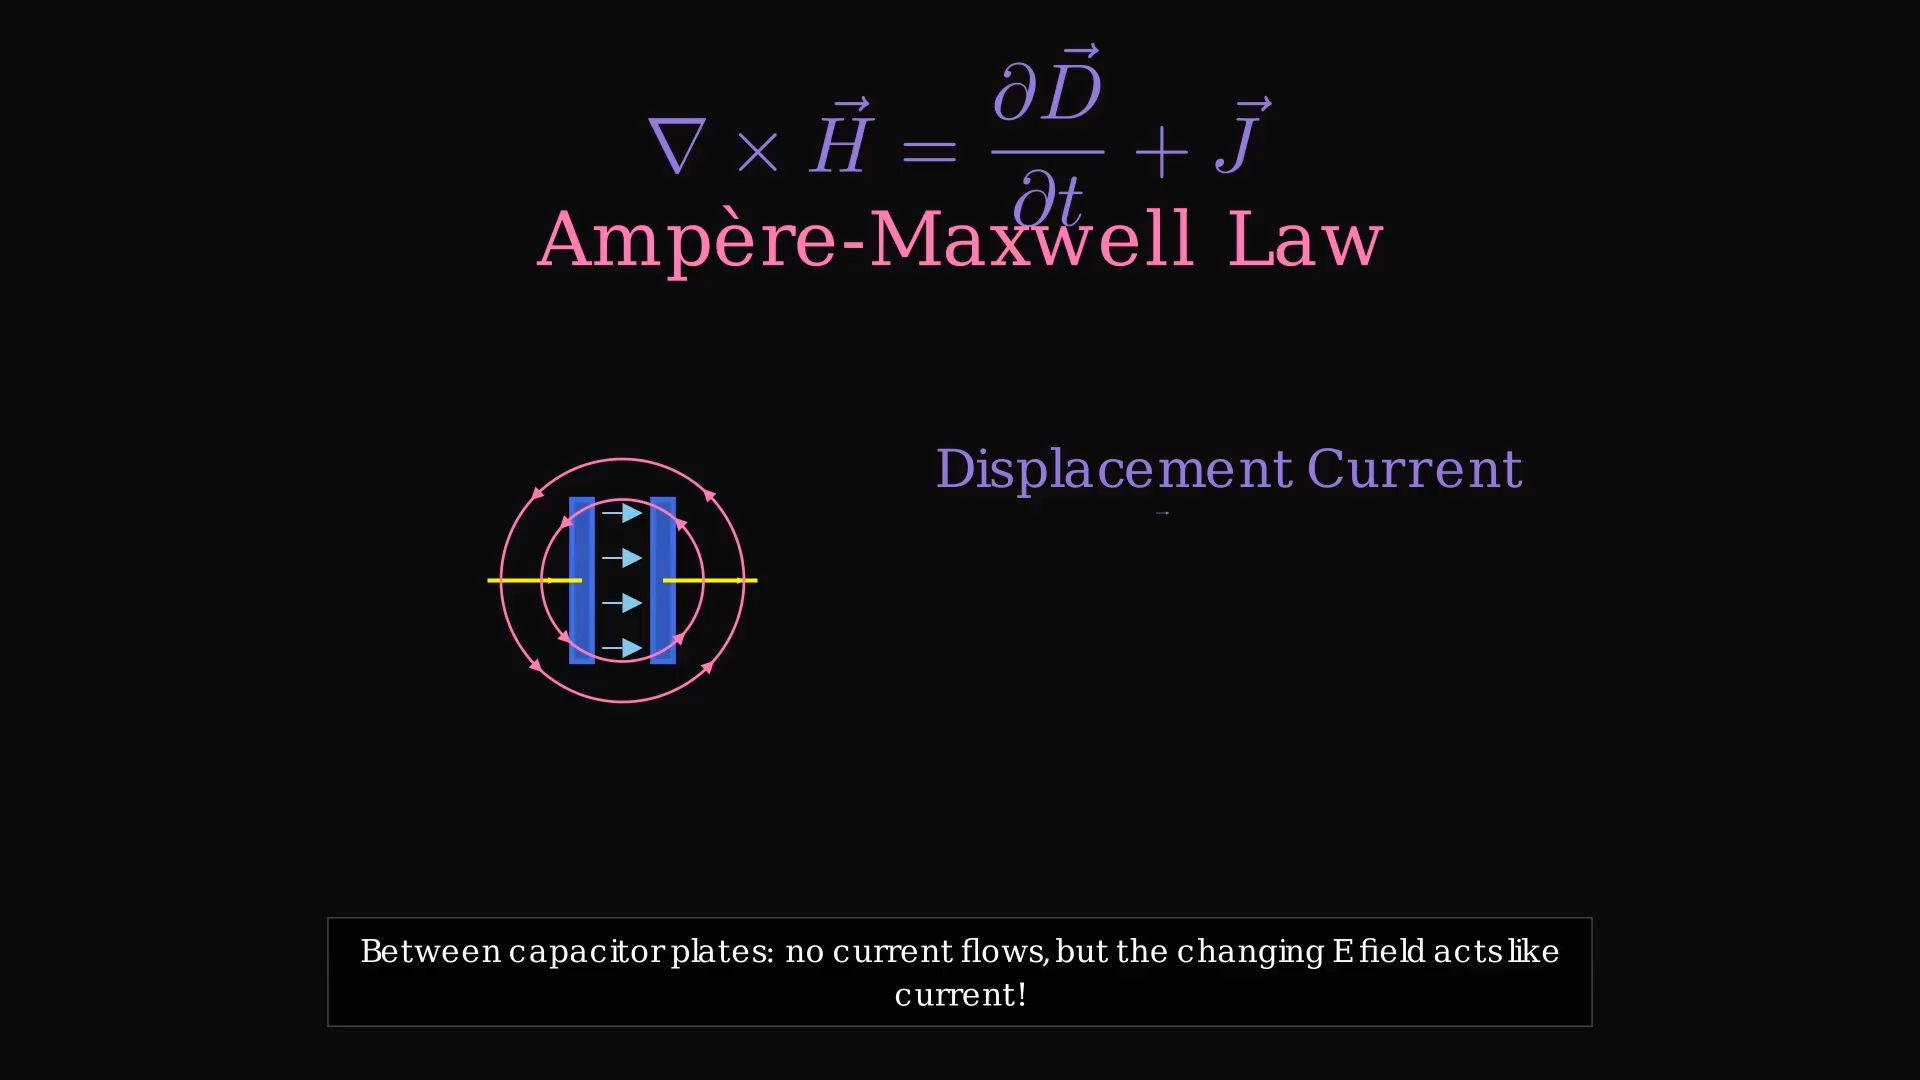 ∇ × H⃗ = ∂D⃗/∂t + J⃗
Ampère-Maxwell Law
Displacement Current
Between capacitor plates: no current flows, but the changing E field acts like
current!